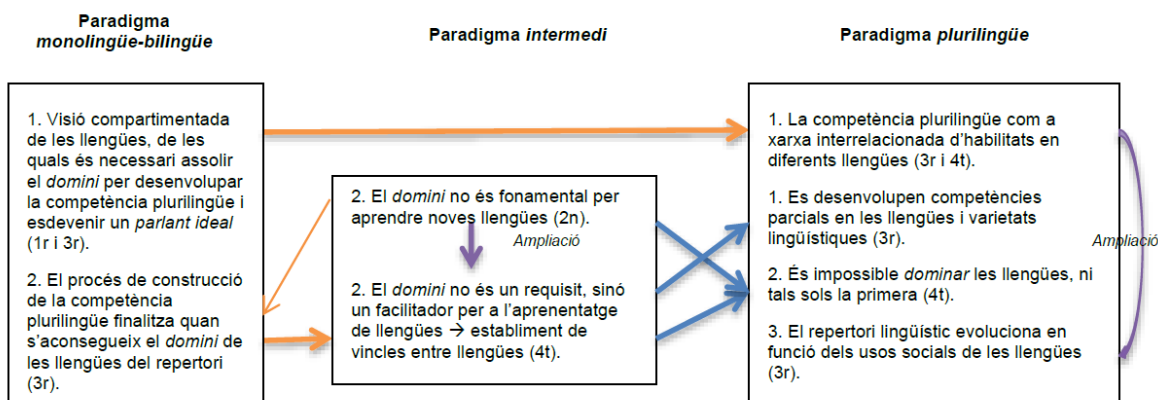 Paradigma
monolingüe-bilingüe
Paradigma intermedi
Paradigma plurilingüe
1. Visió compartimentada
de les llengües, de les
quals és necessari assolir
el domini per desenvolupar
la competència plurilingüe i
esdevenir un parlant ideal
(1r i 3r).
2. El procés de construcció
de la competència
plurilingüe finalitza quan
s’aconsegueix el domini de
les llengües del repertori
(3r).
2. El domini no és fonamental per
aprendre noves llengües (2n).
Ampliació
2. El domini no és un requisit, sinó
un facilitador per a l’aprenentatge
de llengües → establiment de
vincles entre llengües (4t).
1. La competència plurilingüe com a
xarxa interrelacionada d’habilitats en
diferents llengües (3r i 4t).
1. Es desenvolupen competències
parcials en les llengües i varietats
lingüístiques (3r).
2. És impossible dominar les llengües, ni
tals sols la primera (4t).
3. El repertori lingüístic evoluciona en
funció dels usos socials de les llengües
(3r).
Ampliació